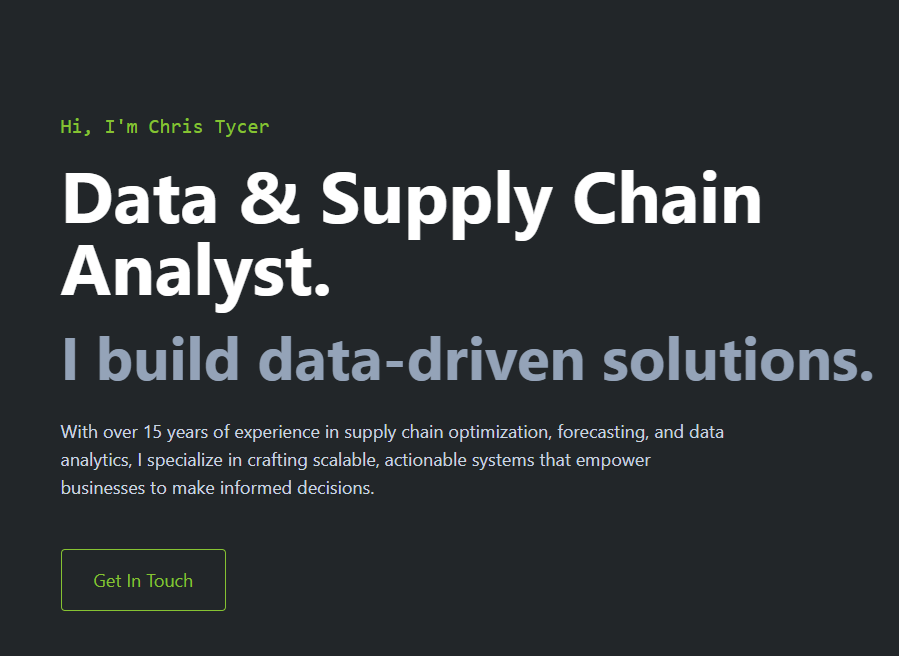 Hi, I'm Chris Tycer
Data & Supply Chain
Analyst.
I build data-driven solutions.
With over 15 years of experience in supply chain optimization, forecasting, and data
analytics, I specialize in crafting scalable, actionable systems that empower
businesses to make informed decisions.
Get In Touch